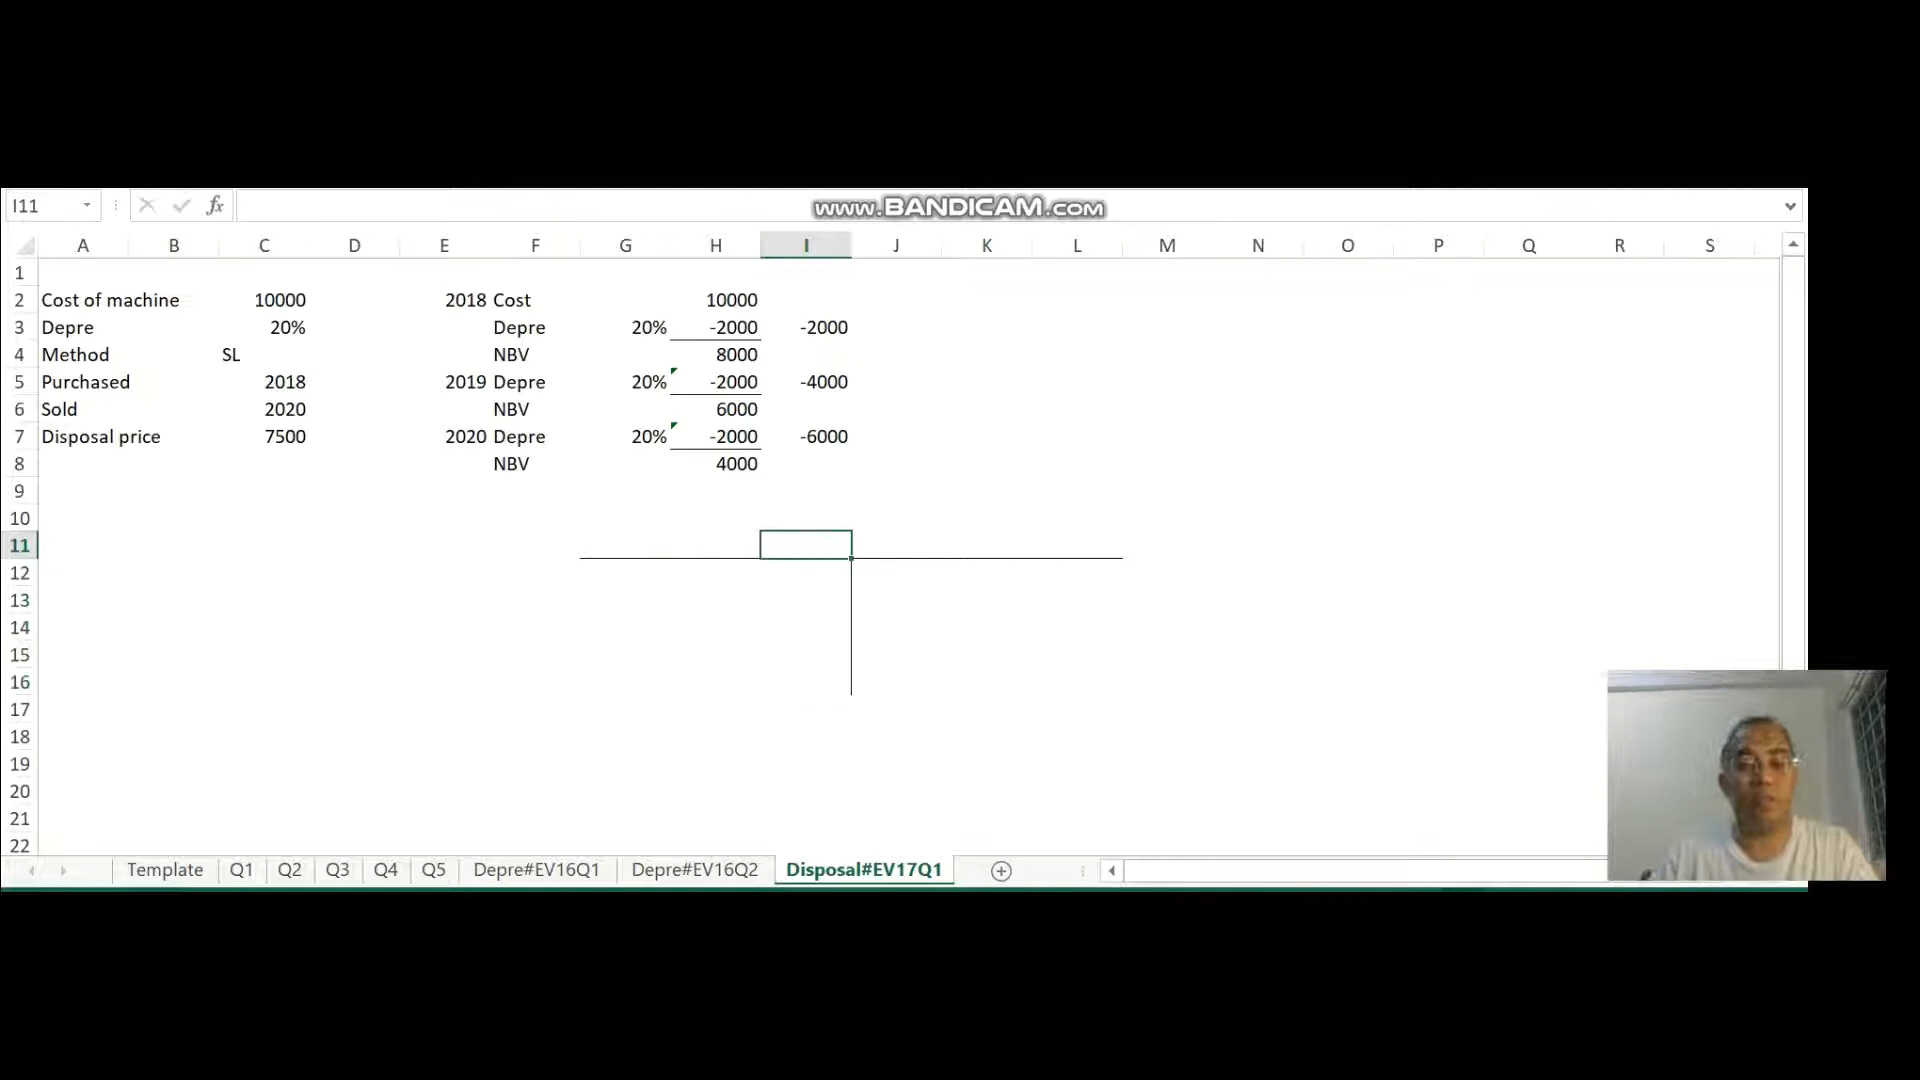 I11 fx www.BANDICAM.com
A B C D E F G H I J K L M N O P Q R S
1
2 Cost of machine 10000 2018 Cost 10000
3 Depre 20% Depre 20% -2000 -2000
4 Method SL NBV 8000
5 Purchased 2018 2019 Depre 20% -2000 -4000
6 Sold 2020 NBV 6000
7 Disposal price 7500 2020 Depre 20% -2000 -6000
8 NBV 4000
9
10
11
12
13
14
15
16
17
18
19
20
21
22
Template Q1 Q2 Q3 Q4 Q5 Depre#EV16Q1 Depre#EV16Q2 Disposal#EV17Q1